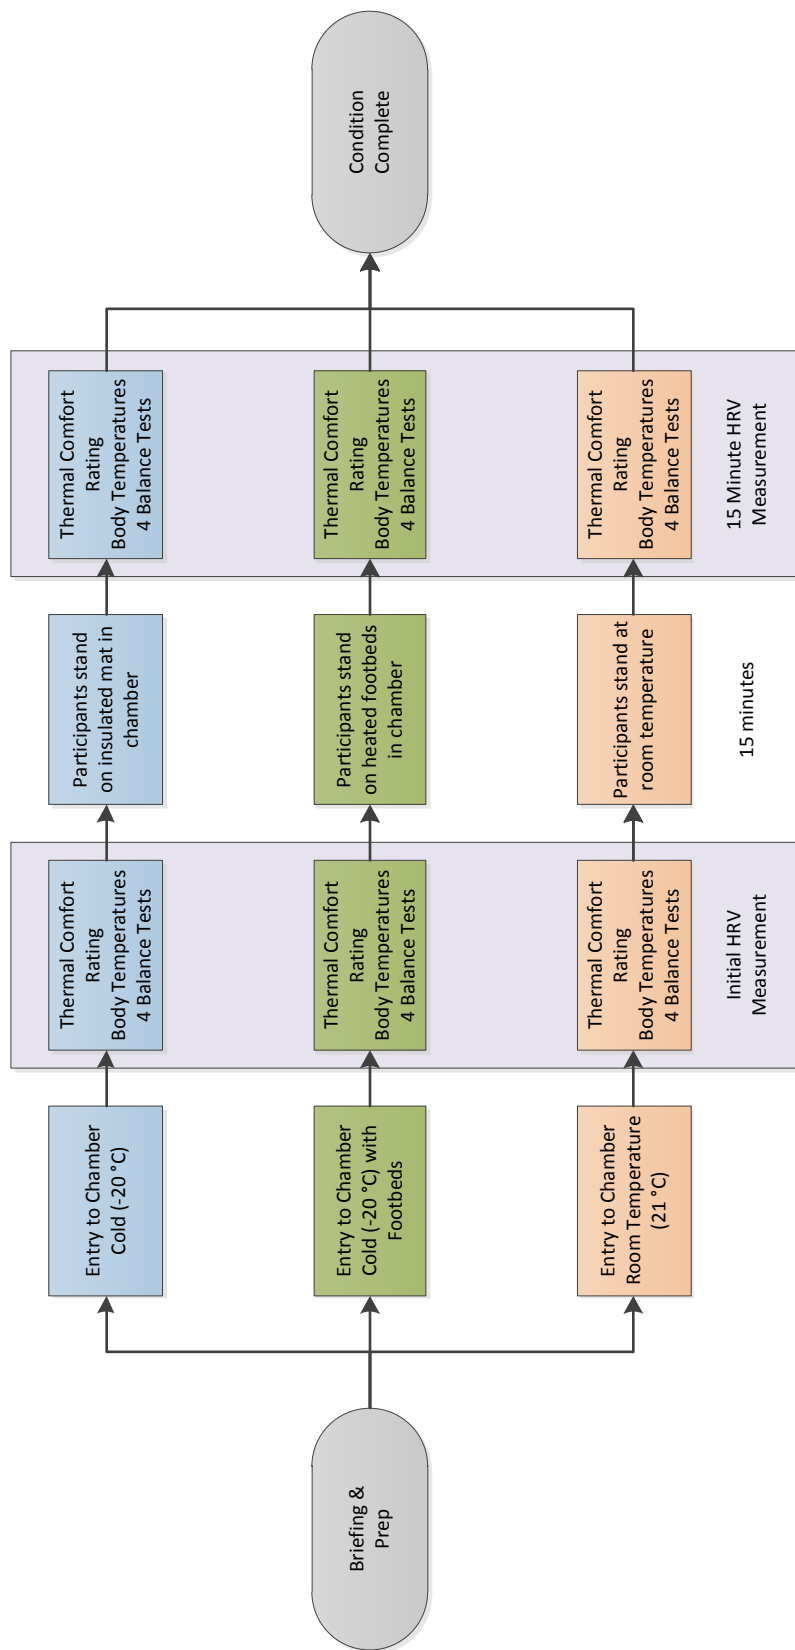 Briefing &
Prep
Entry to Chamber
Cold (-20 °C)
Thermal Comfort
Rating
Body Temperatures
4 Balance Tests
Participants stand
on insulated mat in
chamber
Thermal Comfort
Rating
Body Temperatures
4 Balance Tests
Entry to Chamber
Cold (-20 °C) with
Footbeds
Thermal Comfort
Rating
Body Temperatures
4 Balance Tests
Participants stand
on heated footbeds
in chamber
Thermal Comfort
Rating
Body Temperatures
4 Balance Tests
Entry to Chamber
Room Temperature
(21 °C)
Thermal Comfort
Rating
Body Temperatures
4 Balance Tests
Participants stand at
room temperature
Thermal Comfort
Rating
Body Temperatures
4 Balance Tests
Initial HRV
Measurement
15 minutes
15 Minute HRV
Measurement
Condition
Complete